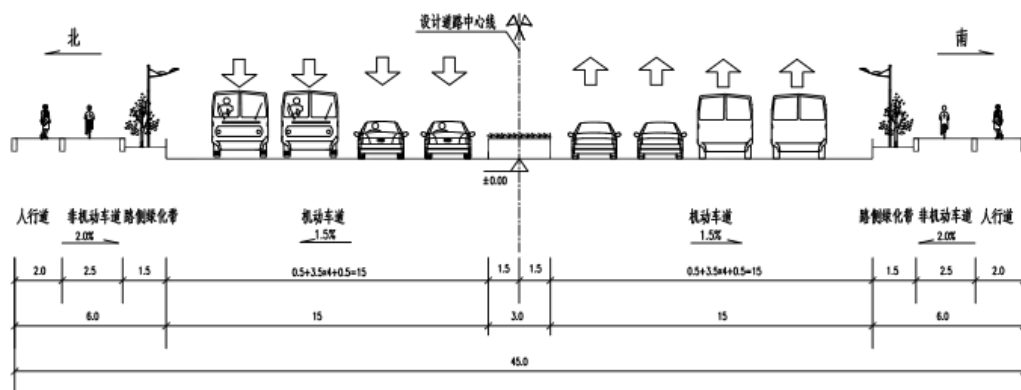 设计道路中心线
北
南
±0.00
人行道 非机动车道 路侧绿化带 机动车道 机动车道 路侧绿化带 非机动车道 人行道
2.0% 1.5% 1.5% 2.0%
2.0 2.5 1.5 0.5+3.5*4+0.5=15 1.5 1.5 0.5+3.5*4+0.5=15 1.5 2.5 2.0
6.0 15 3.0 15 6.0
45.0